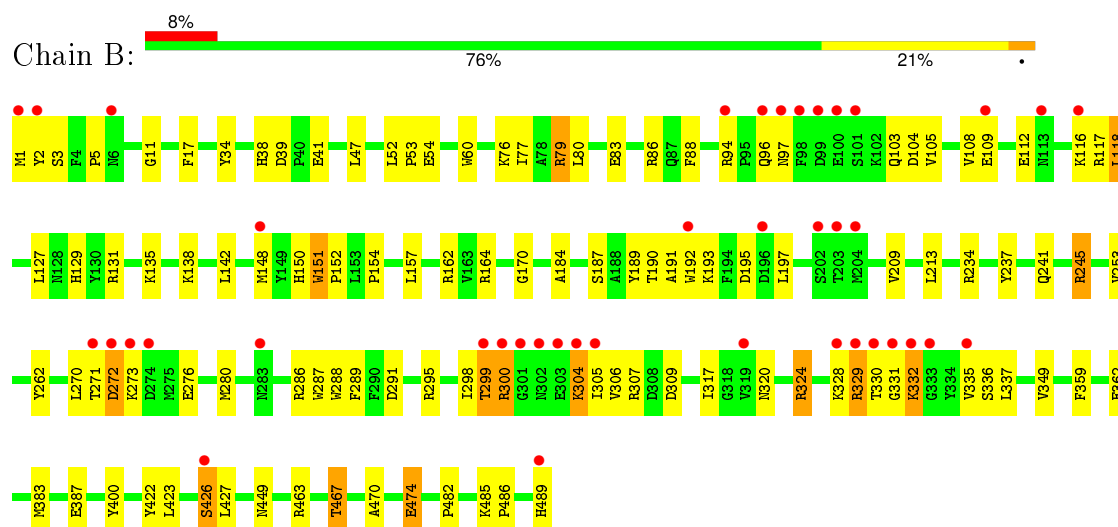 8%
Chain B:
76% 21% •
M1 Y2 S3 F4 P5 N6 G11 F17 Y34 H38 D39 P40 E41 L47 L52 P53 E54 W60 K76 I77 A78 R79 L80 E83 R86 Q87 F88 R94 P95 Q96 N97 F98 D99 E100 S101 K102 Q103 D104 V105 V108 E109 E112 N113 K116 R117 L118
L127 N128 H129 Y130 R131 K135 K138 L142 M148 Y149 H150 W151 P152 L153 P154 L157 R162 V163 R164 G170 A184 S187 A188 Y189 T190 A191 W192 K193 F194 D195 D196 L197 S202 T203 M204 V209 L213 R234 Y237 Q241 R245
Y262 L270 T271 D272 K273 D274 M275 E276 M280 N283 R286 W287 W288 F289 F290 D291 R295 I298 T299 R300 G301 N302 E303 K304 I305 V306 R307 D308 D309 I317 G318 V319 N320 R324 K328 R329 T330 G331 K332 G333 Y334 V335 S336 L337 V349 F359
M383 E387 Y400 Y422 L423 S426 L427 N449 R463 T467 A470 E474 P482 K485 P486 H489